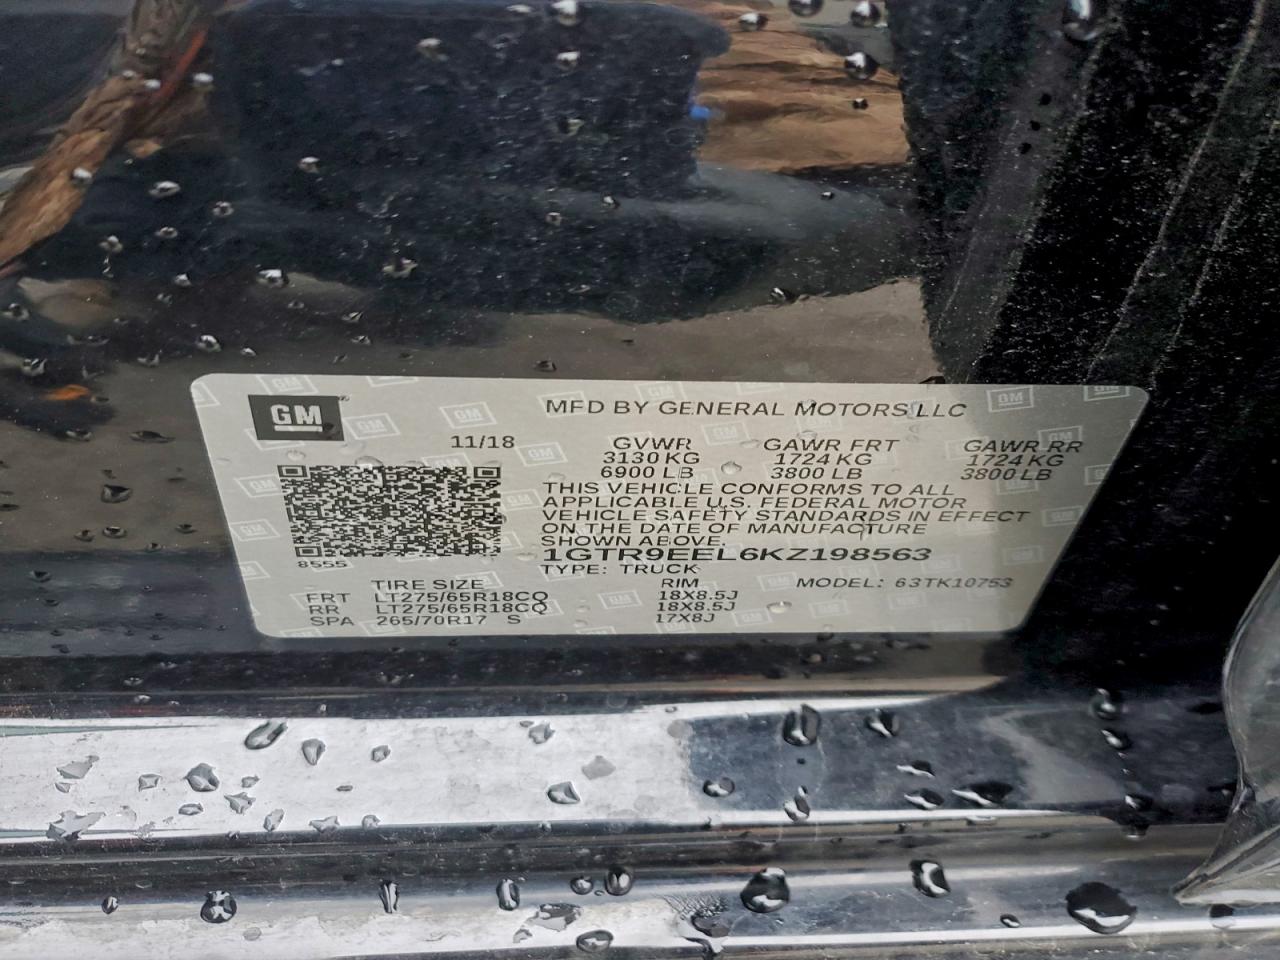 GM
MFD BY GENERAL MOTORS LLC
11/18 GVWR GAWR FRT GAWR RR
3130 KG 1724 KG 1724 KG
6900 LB 3800 LB 3800 LB
THIS VEHICLE CONFORMS TO ALL
APPLICABLE U.S. FEDERAL MOTOR
VEHICLE SAFETY STANDARDS IN EFFECT
ON THE DATE OF MANUFACTURE
SHOWN ABOVE.
1GTR9EEL6KZ198563
8555
TYPE: TRUCK
TIRE SIZE RIM MODEL: 63TK10753
FRT LT275/65R18CQ 18X8.5J
RR LT275/65R18CQ 18X8.5J
SPA 265/70R17 S 17X8J